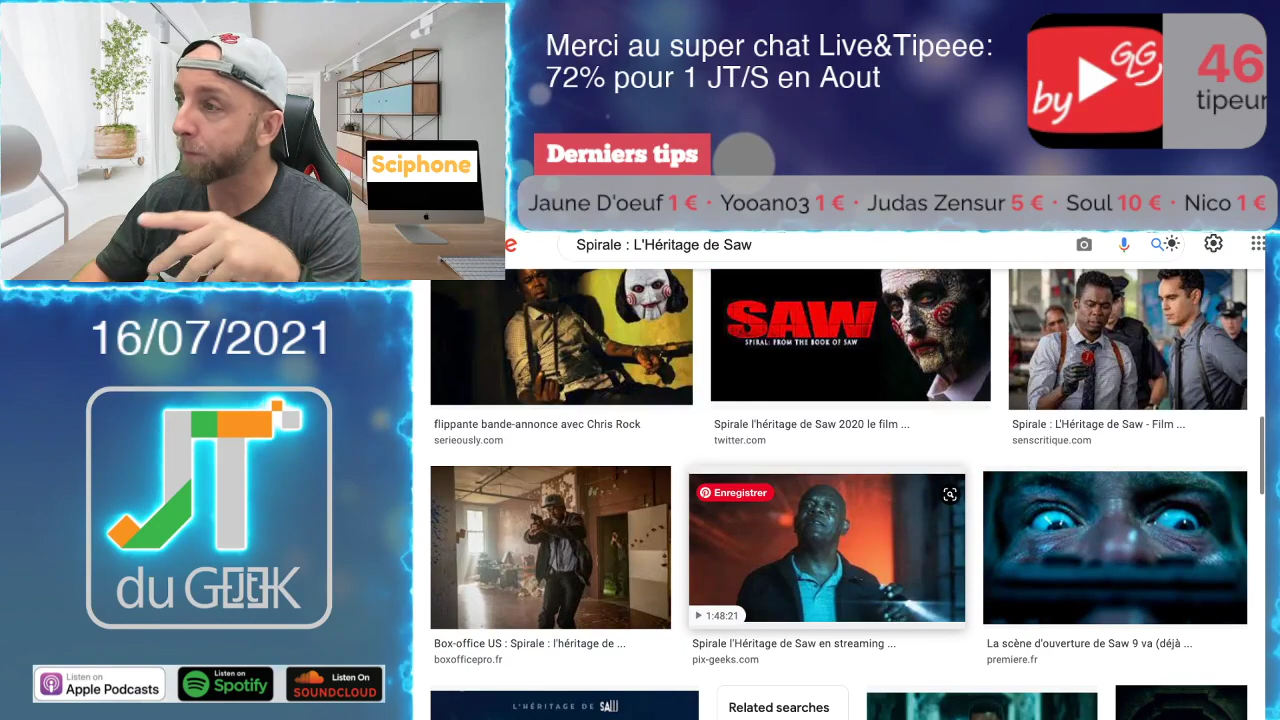 Merci au super chat Live&Tipeee:
72% pour 1 JT/S en Aout
by
GLG
46
tipeur
Derniers tips
Jaune D'oeuf 1 € · Yooan03 1 € · Judas Zensur 5 € · Soul 10 € · Nico 1 €
Sciphone
e
Spirale : L'Héritage de Saw
16/07/2021
JT
du GEEK
Listen on
Apple Podcasts
Listen on
Spotify
Listen On
SOUNDCLOUD
SAW
SPIRAL: FROM THE BOOK OF SAW
flippante bande-annonce avec Chris Rock
serieously.com
Spirale l'héritage de Saw 2020 le film ...
twitter.com
Spirale : L'Héritage de Saw - Film ...
senscritique.com
Enregistrer
1:48:21
Box-office US : Spirale : l'héritage de ...
boxofficepro.fr
Spirale l'Héritage de Saw en streaming ...
pix-geeks.com
La scène d'ouverture de Saw 9 va (déjà ...
premiere.fr
L'HÉRITAGE DE SAW
Related searches